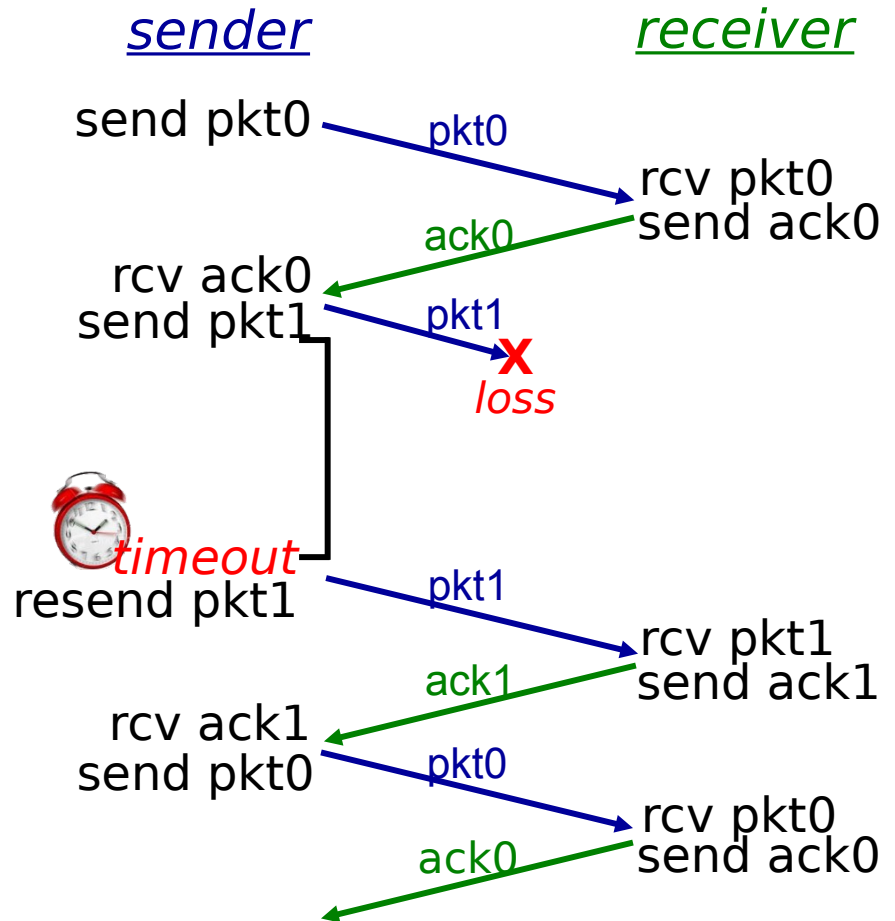 sender
receiver
send pkt0
pkt0
rcv pkt0
send ack0
ack0
rcv ack0
send pkt1
pkt1
X
loss
timeout
resend pkt1
pkt1
rcv pkt1
send ack1
ack1
rcv ack1
send pkt0
pkt0
rcv pkt0
send ack0
ack0